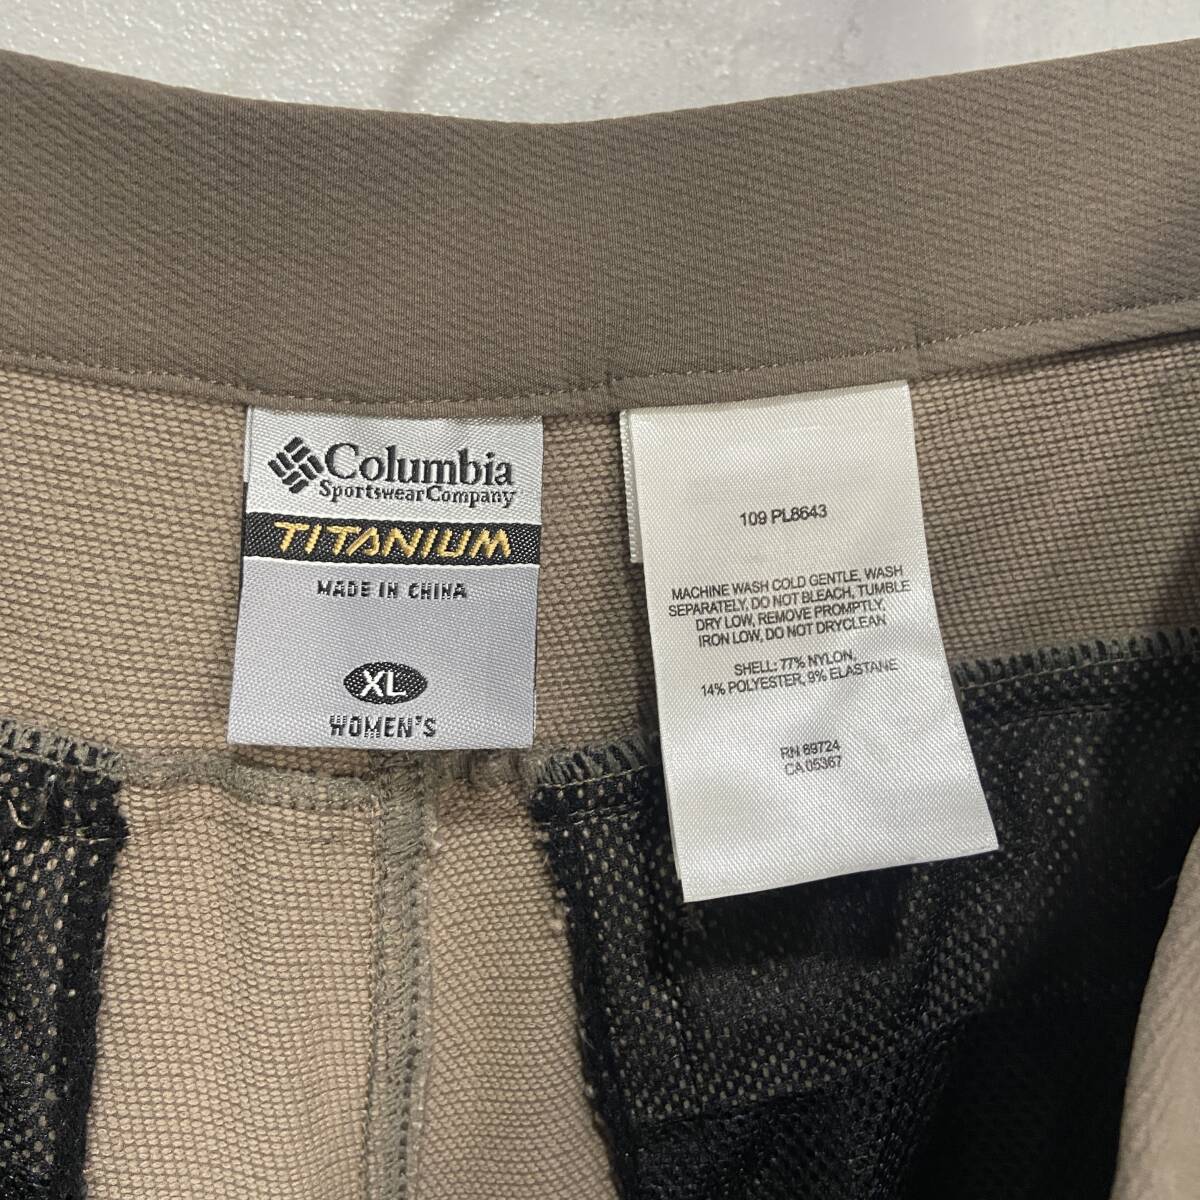 Columbia
SportswearCompany
TITANIUM
MADE IN CHINA
XL
WOMEN'S
109 PL8643
MACHINE WASH COLD GENTLE, WASH
SEPARATELY, DO NOT BLEACH, TUMBLE
DRY LOW, REMOVE PROMPTLY,
IRON LOW, DO NOT DRYCLEAN
SHELL: 77% NYLON,
14% POLYESTER, 9% ELASTANE
RN 69724
CA 05367